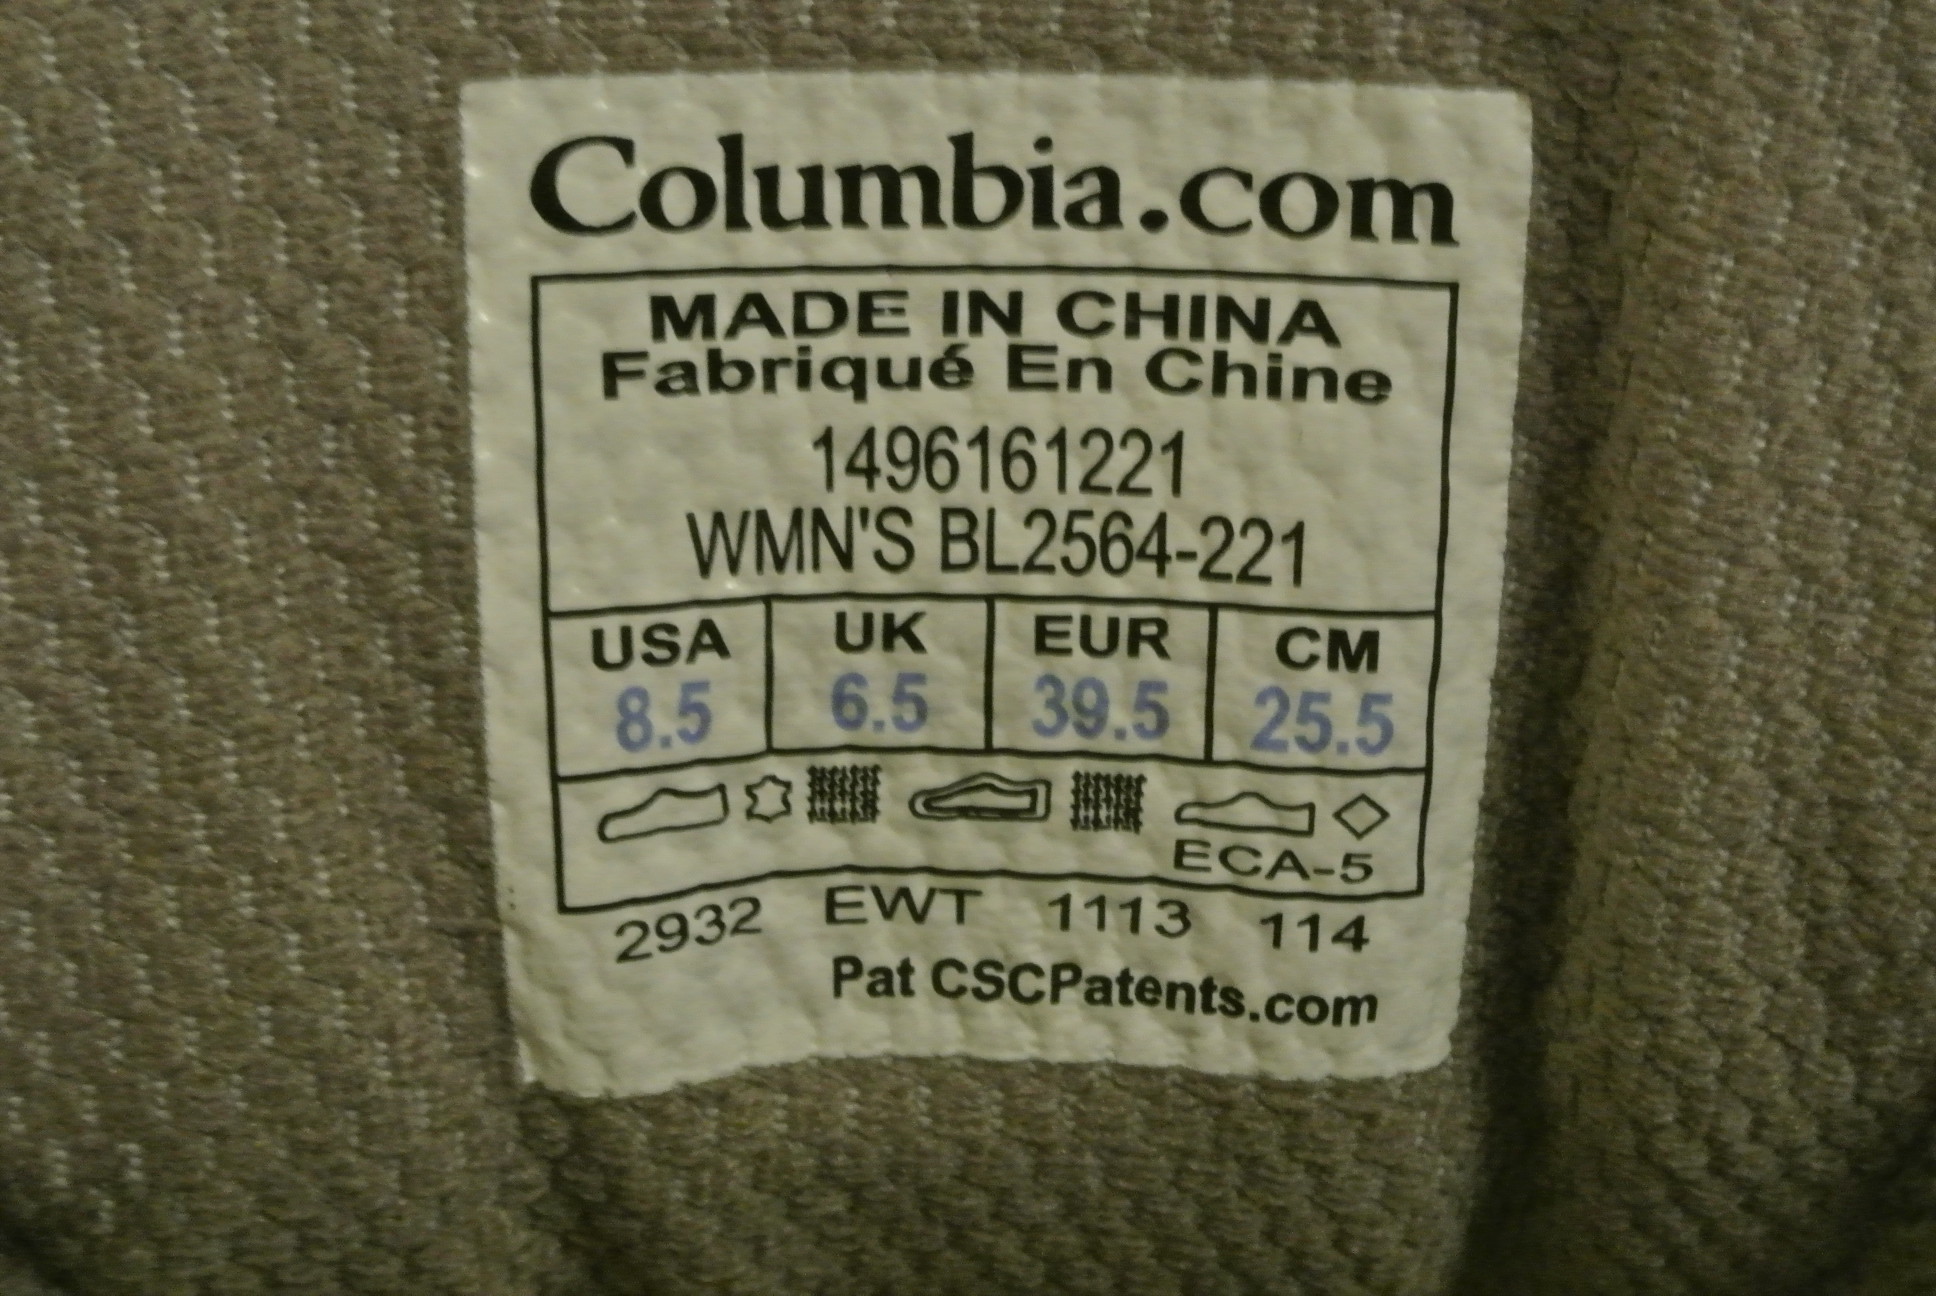 Columbia.com
MADE IN CHINA
Fabriqué En Chine
1496161221
WMN'S BL2564-221
USA UK EUR CM
8.5 6.5 39.5 25.5
ECA-5
2932 EWT 1113 114
Pat CSCPatents.com